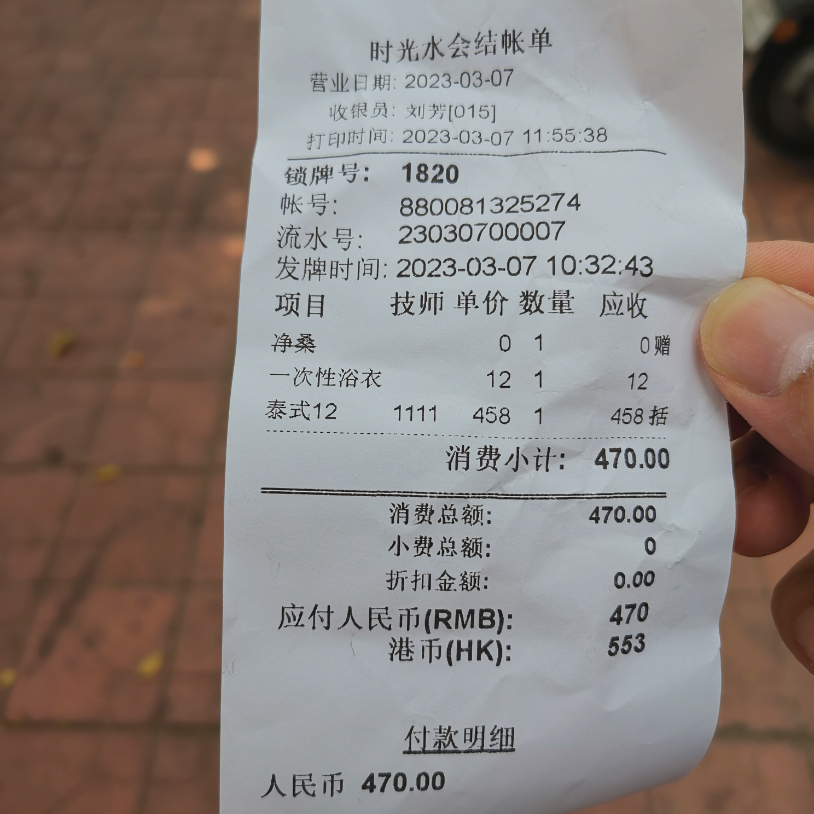 时光水会结帐单
营业日期: 2023-03-07
收银员: 刘芳[015]
打印时间: 2023-03-07 11:55:38
锁牌号: 1820
帐号: 880081325274
流水号: 23030700007
发牌时间: 2023-03-07 10:32:43
项目 技师 单价 数量 应收
净桑 0 1 0 赠
一次性浴衣 12 1 12
泰式12 1111 458 1 458 括
消费小计: 470.00
消费总额: 470.00
小费总额: 0
折扣金额: 0.00
应付人民币(RMB): 470
港币(HK): 553
付款明细
人民币 470.00